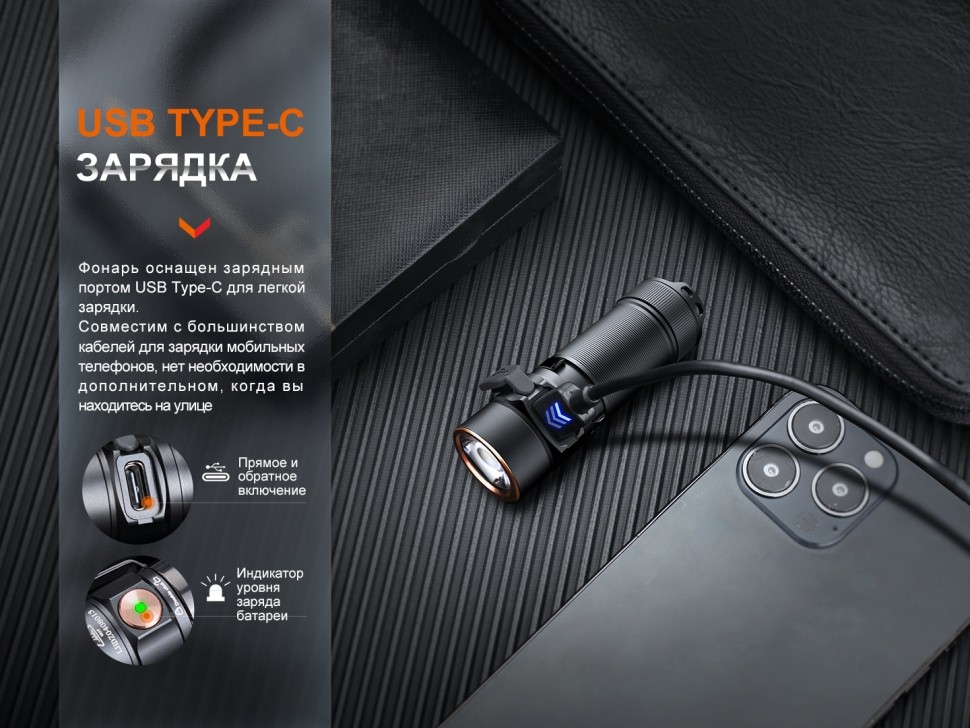 USB TYPE-C
ЗАРЯДКА
Фонарь оснащен зарядным
портом USB Type-C для легкой
зарядки.
Совместим с большинством
кабелей для зарядки мобильных
телефонов, нет необходимости в
дополнительном, когда вы
находитесь на улице
Прямое и
обратное
включение
Индикатор
уровня
заряда
батареи